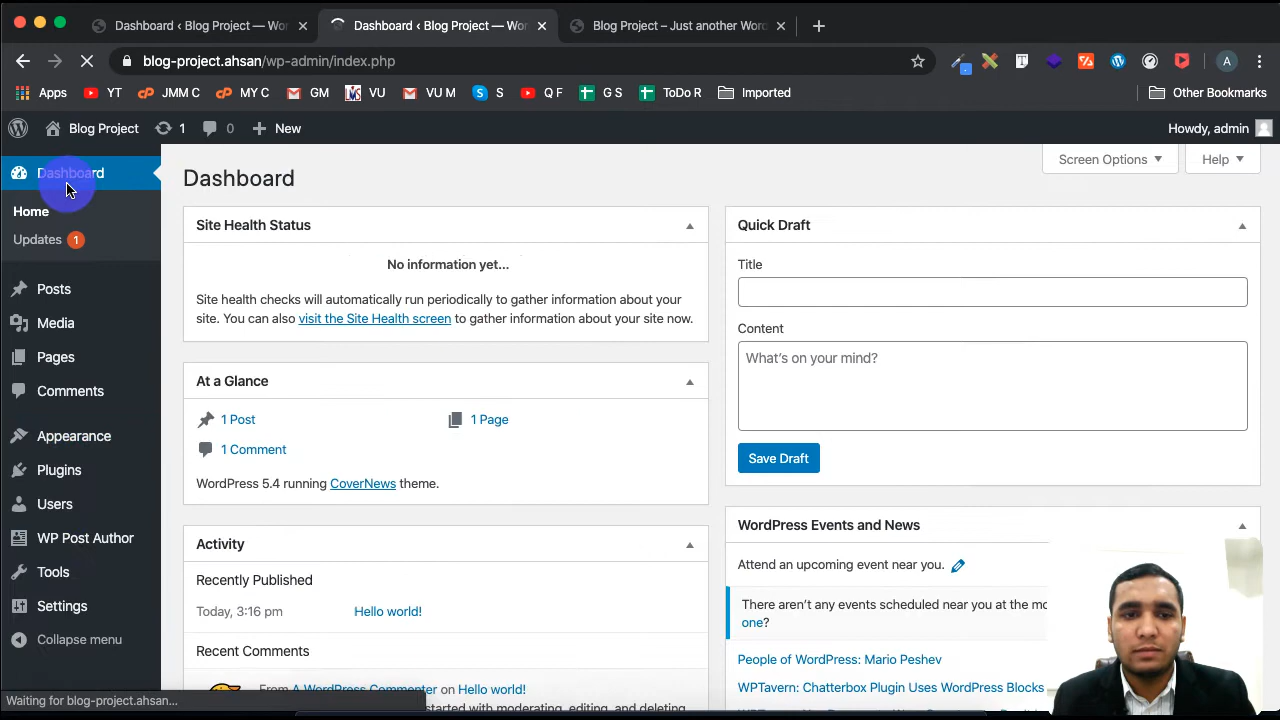 Dashboard ‹ Blog Project — Wo
Dashboard ‹ Blog Project — Wor
Blog Project – Just another Word
blog-project.ahsan/wp-admin/index.php
Apps
YT
JMM C
MY C
GM
VU
VU M
S
Q F
G S
ToDo R
Imported
Other Bookmarks
A
Blog Project
1
0
New
Howdy, admin
Dashboard
Home
Updates 1
Posts
Media
Pages
Comments
Appearance
Plugins
Users
WP Post Author
Tools
Settings
Collapse menu
Screen Options
Help
Dashboard
Site Health Status
No information yet...
Site health checks will automatically run periodically to gather information about your
site. You can also visit the Site Health screen to gather information about your site now.
At a Glance
1 Post
1 Page
1 Comment
WordPress 5.4 running CoverNews theme.
Activity
Recently Published
Today, 3:16 pm
Hello world!
Recent Comments
From A WordPress Commenter on Hello world!
started with moderating, editing, and deleting
Quick Draft
Title
Content
What's on your mind?
Save Draft
WordPress Events and News
Attend an upcoming event near you.
There aren't any events scheduled near you at the mo
one?
People of WordPress: Mario Peshev
WPTavern: Chatterbox Plugin Uses WordPress Blocks
Waiting for blog-project.ahsan...